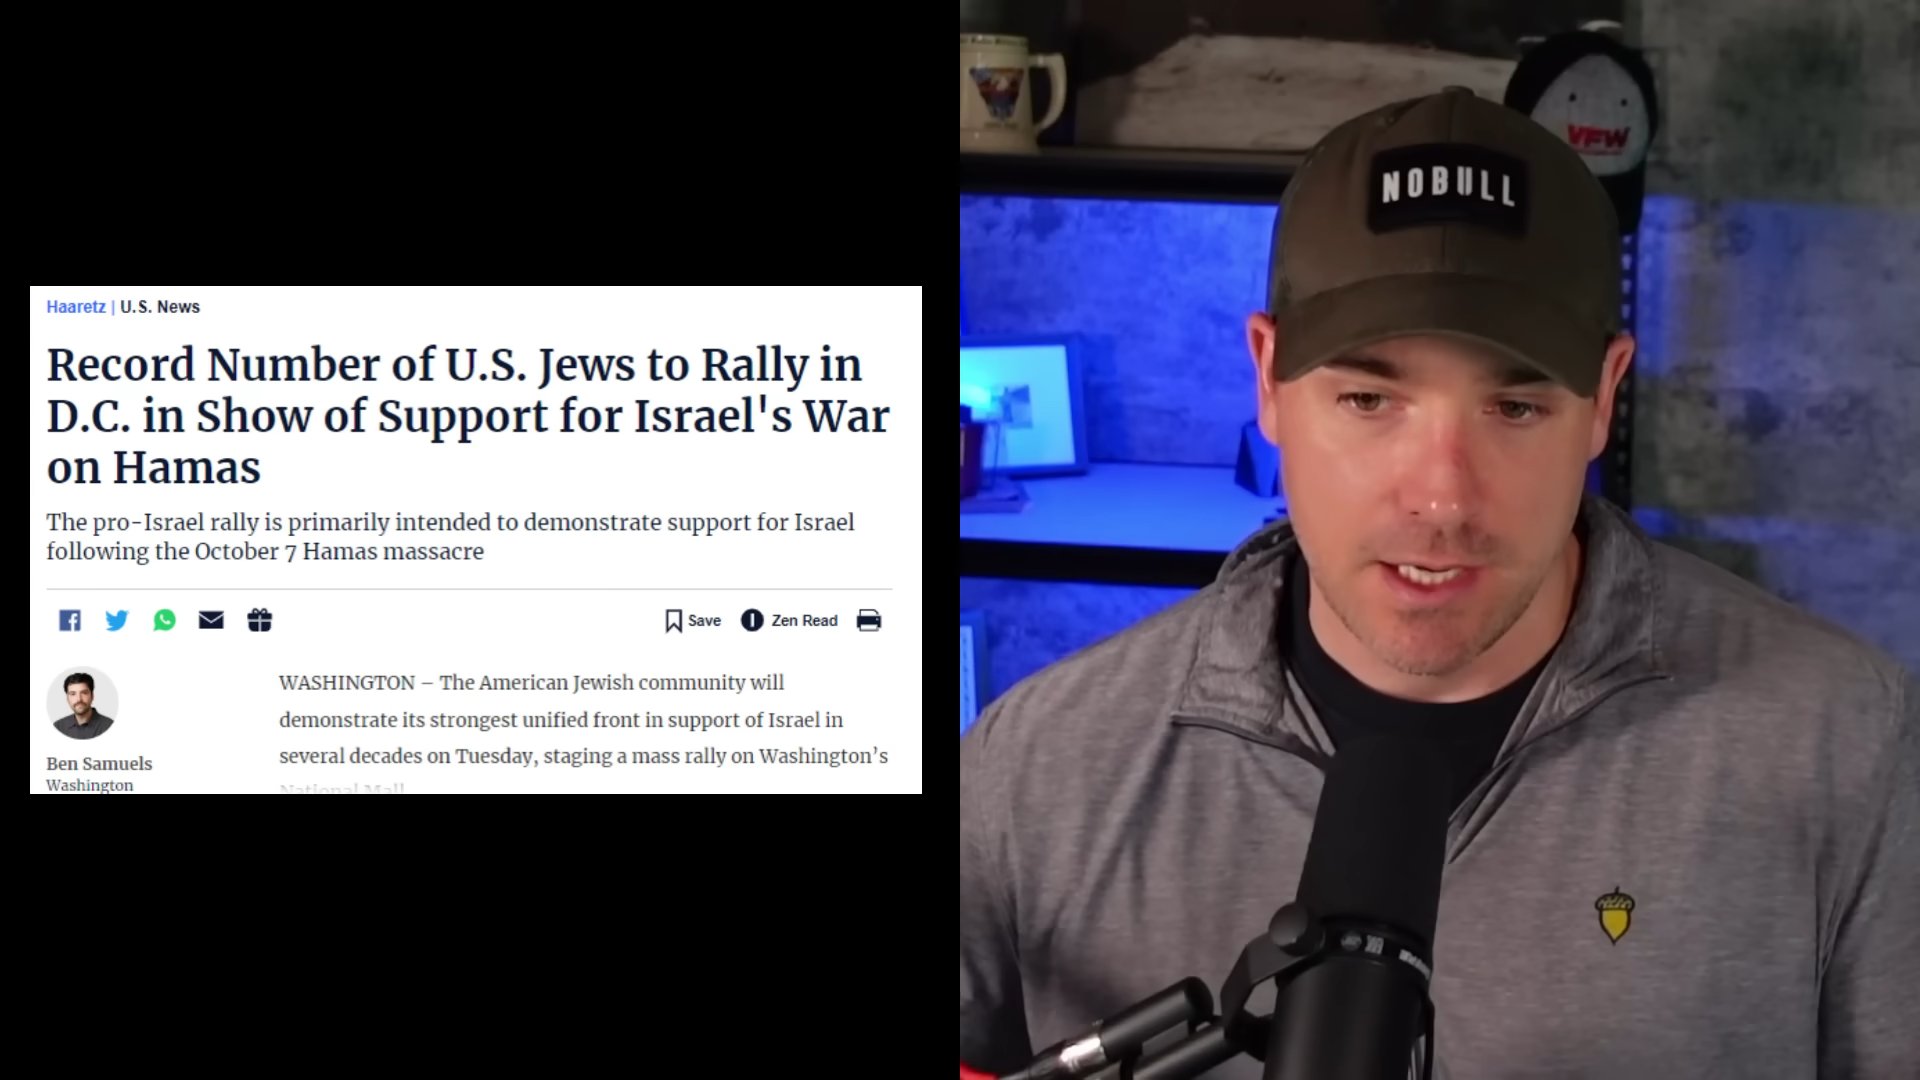 Haaretz | U.S. News
Record Number of U.S. Jews to Rally in
D.C. in Show of Support for Israel's War
on Hamas
The pro-Israel rally is primarily intended to demonstrate support for Israel
following the October 7 Hamas massacre
Save
Zen Read
Ben Samuels
Washington
WASHINGTON – The American Jewish community will
demonstrate its strongest unified front in support of Israel in
several decades on Tuesday, staging a mass rally on Washington’s
National Mall
NOBULL
VFW